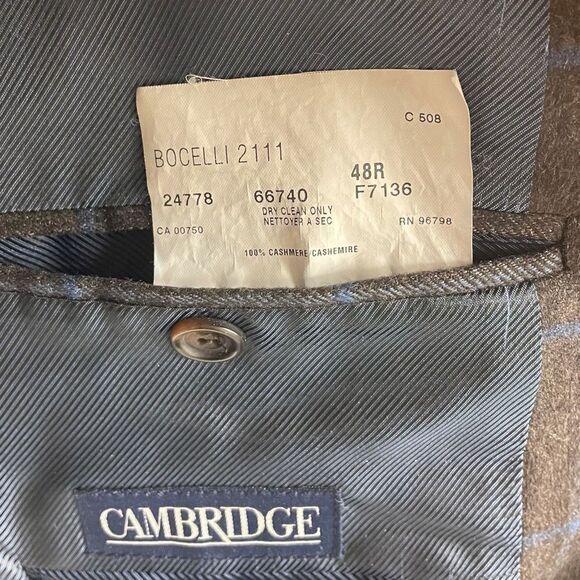 C 508
BOCELLI 2111
48R
24778 66740 F7136
DRY CLEAN ONLY
CA 00750 NETTOYER A SEC RN 96798
100% CASHMERE/CASHEMIRE
CAMBRIDGE